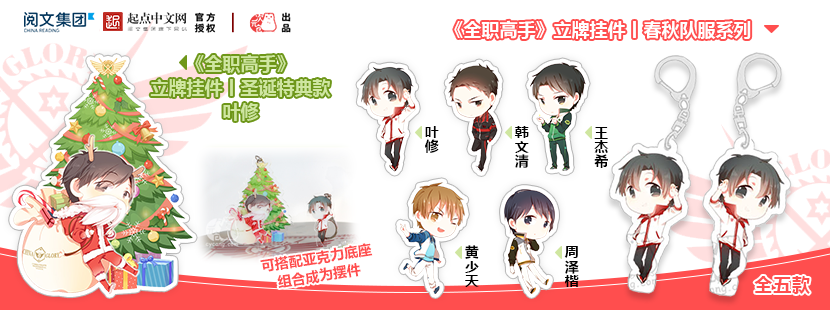 阅文集团
CHINA READING
起点中文网
官方
授权
出
品
《全职高手》立牌挂件|春秋队服系列
《全职高手》
立牌挂件|圣诞特典款
叶修
GLOR
叶修
韩文清
王杰希
黄少天
周泽楷
可搭配亚克力底座
组合成为摆件
全五款